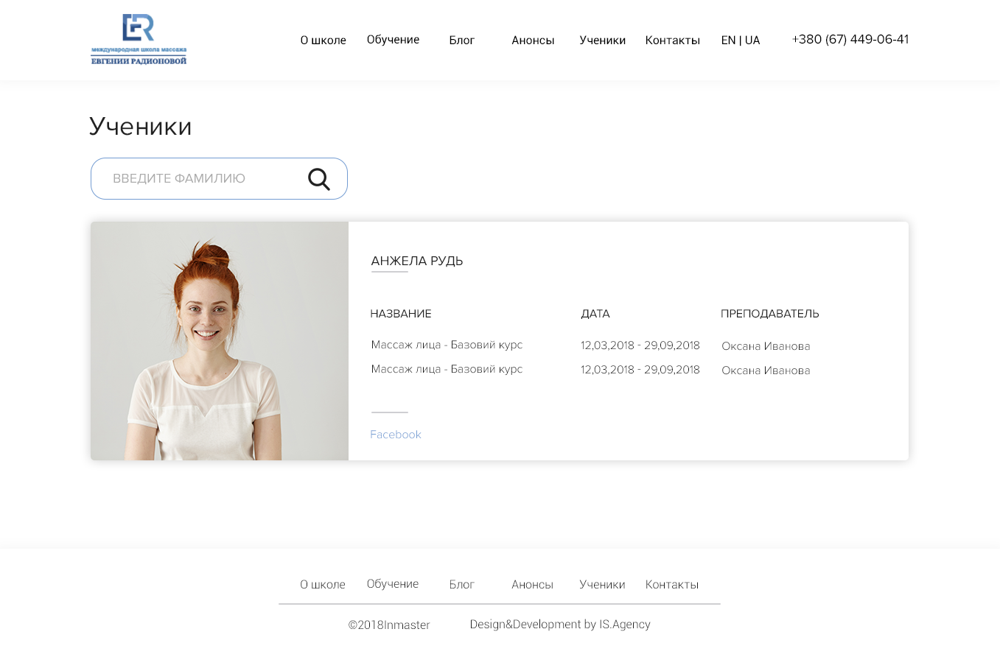 ER
международная школа массажа
ЕВГЕНИИ РАДИОНОВОЙ
О школе Обучение Блог Анонсы Ученики Контакты EN | UA +380 (67) 449-06-41
Ученики
ВВЕДИТЕ ФАМИЛИЮ
АНЖЕЛА РУДЬ
НАЗВАНИЕ ДАТА ПРЕПОДАВАТЕЛЬ
Массаж лица - Базовий курс 12,03,2018 - 29,09,2018 Оксана Иванова
Массаж лица - Базовий курс 12,03,2018 - 29,09,2018 Оксана Иванова
Facebook
О школе Обучение Блог Анонсы Ученики Контакты
©2018Inmaster Design&Development by IS.Agency